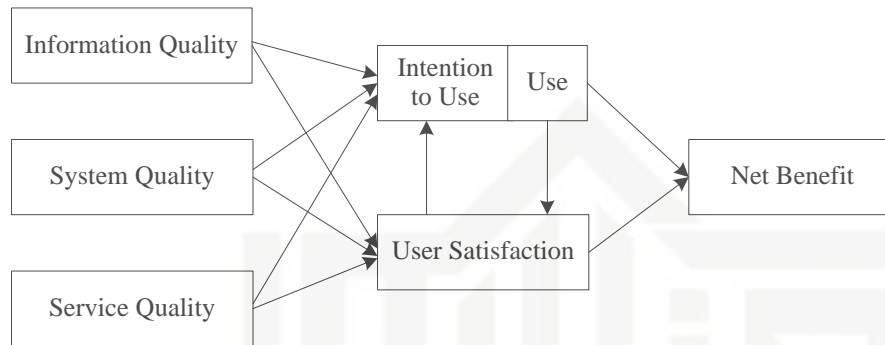 Information Quality
Intention
to Use
Use
System Quality
Net Benefit
User Satisfaction
Service Quality